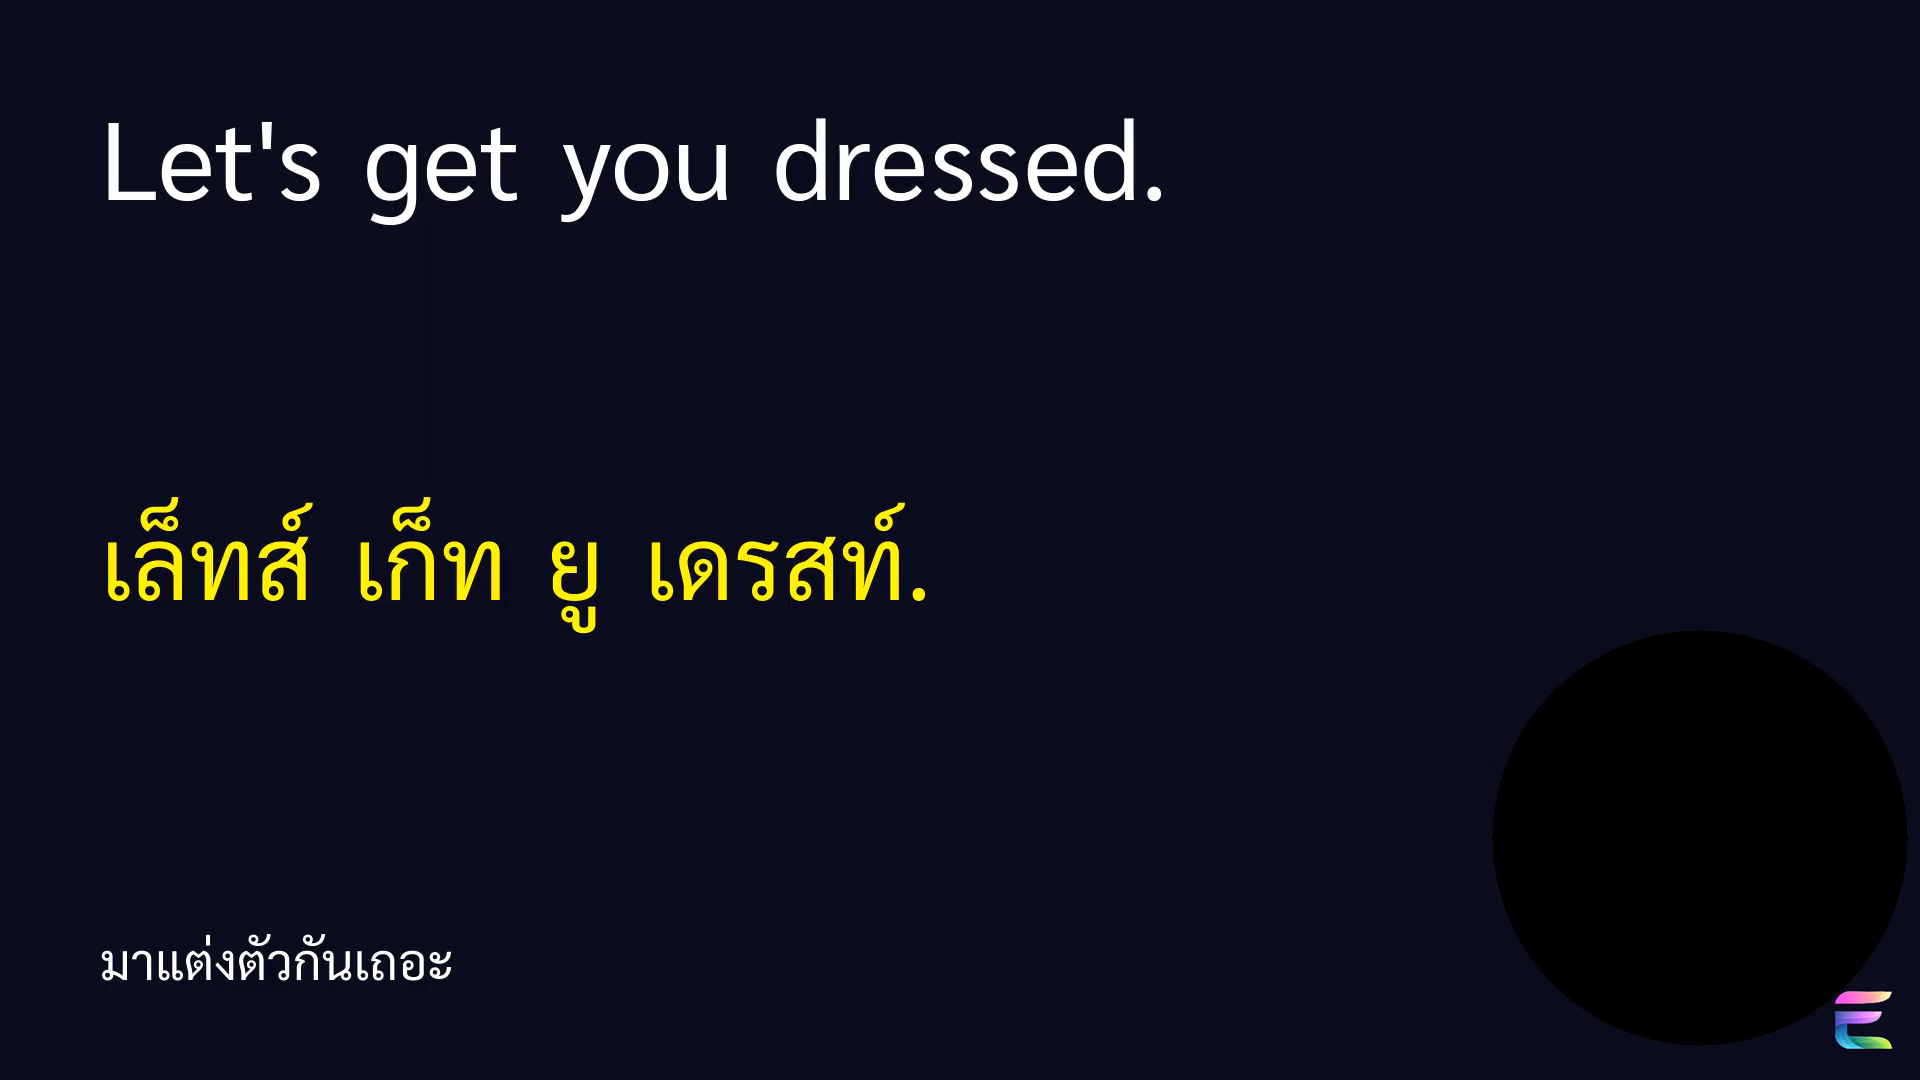 Let's get you dressed.
เล็ทส์ เก็ท ยู เดรสท์.
มาแต่งตัวกันเถอะ